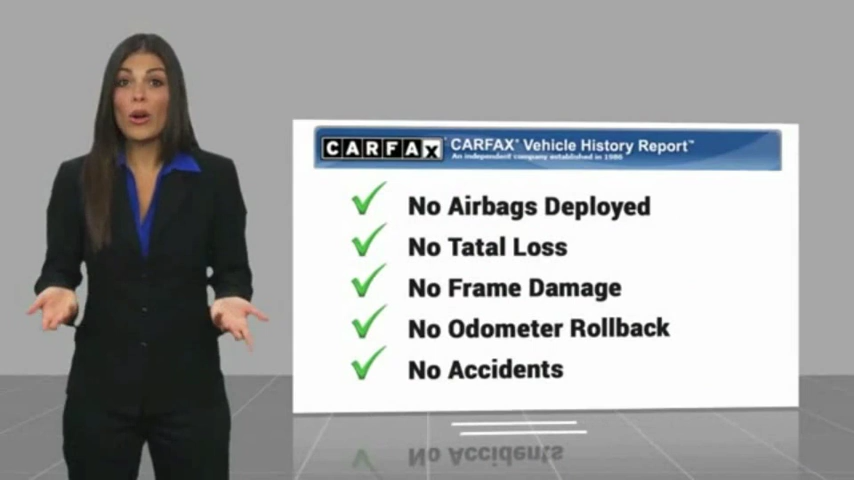 CARFAX CARFAX® Vehicle History Report™
An independent company established in 1986
No Airbags Deployed
No Tatal Loss
No Frame Damage
No Odometer Rollback
No Accidents
No Accidents